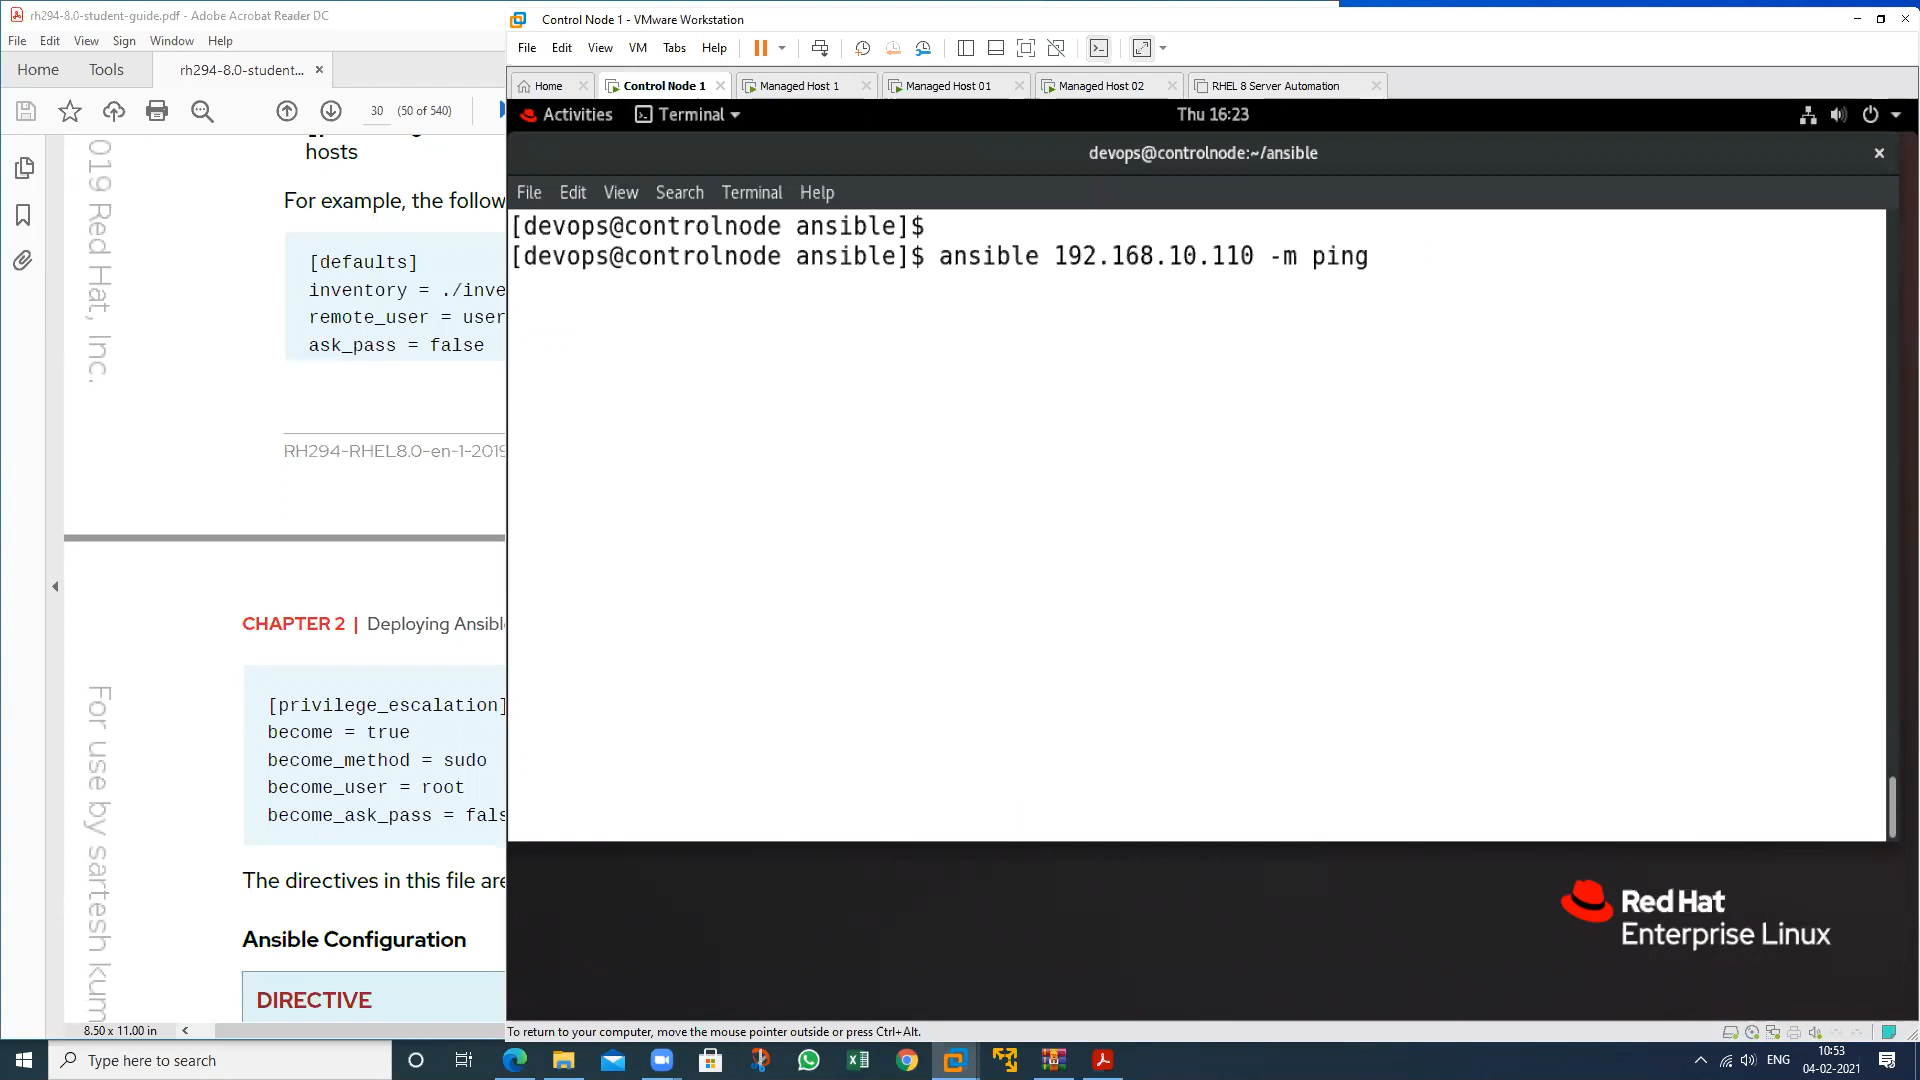 rh294-8.0-student-guide.pdf - Adobe Acrobat Reader DC
File Edit View Sign Window Help
Home Tools rh294-8.0-student... ×
30 (50 of 540)
hosts
For example, the follow
[defaults]
inventory = ./inve
remote_user = user
ask_pass = false
RH294-RHEL8.0-en-1-2019
019 Red Hat, Inc.
CHAPTER 2 | Deploying Ansibl
[privilege_escalation]
become = true
become_method = sudo
become_user = root
become_ask_pass = fals
The directives in this file are
Ansible Configuration
DIRECTIVE
For use by sartesh kum
8.50 x 11.00 in
Control Node 1 - VMware Workstation
File Edit View VM Tabs Help
Home Control Node 1 Managed Host 1 Managed Host 01 Managed Host 02 RHEL 8 Server Automation
Activities Terminal Thu 16:23
devops@controlnode:~/ansible
File Edit View Search Terminal Help
[devops@controlnode ansible]$
[devops@controlnode ansible]$ ansible 192.168.10.110 -m ping
Red Hat
Enterprise Linux
To return to your computer, move the mouse pointer outside or press Ctrl+Alt.
Type here to search
ENG
10:53
04-02-2021